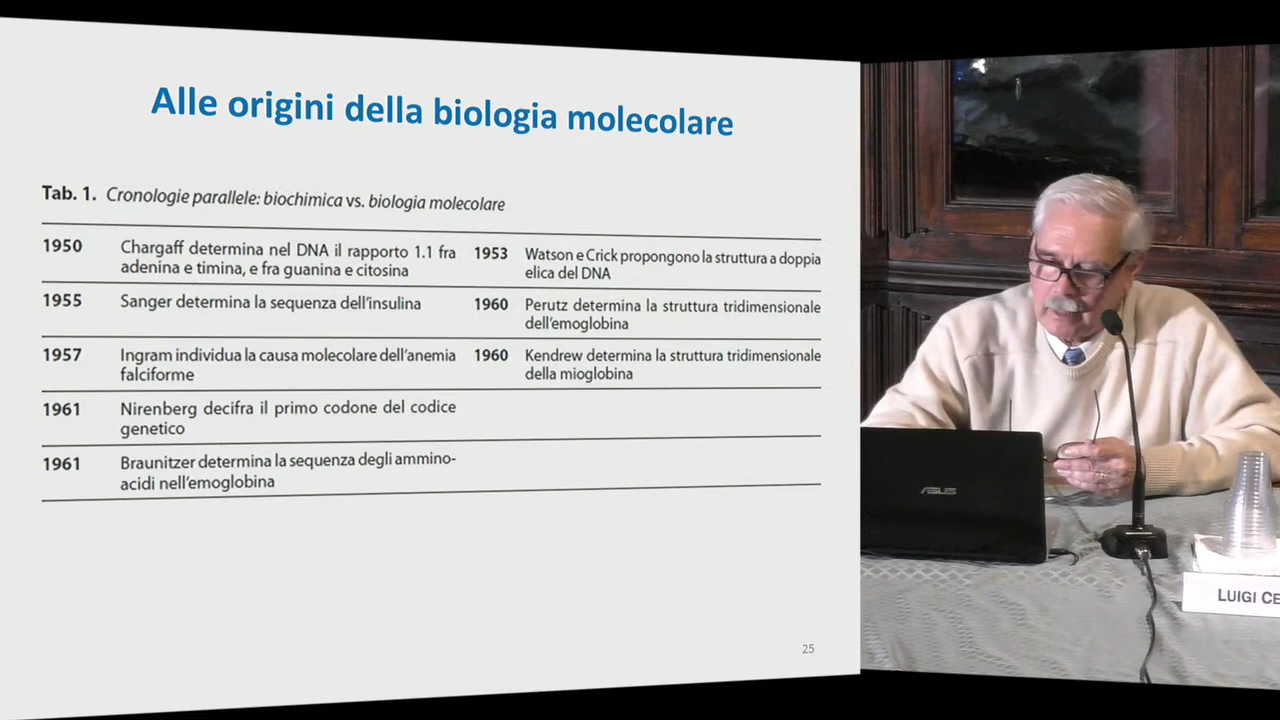 Alle origini della biologia molecolare
Tab. 1. Cronologie parallele: biochimica vs. biologia molecolare
1950 Chargaff determina nel DNA il rapporto 1.1 fra
adenina e timina, e fra guanina e citosina
1953 Watson e Crick propongono la struttura a doppia
elica del DNA
1955 Sanger determina la sequenza dell'insulina
1960 Perutz determina la struttura tridimensionale
dell'emoglobina
1957 Ingram individua la causa molecolare dell'anemia
falciforme
1960 Kendrew determina la struttura tridimensionale
della mioglobina
1961 Nirenberg decifra il primo codone del codice
genetico
1961 Braunitzer determina la sequenza degli ammino-
acidi nell'emoglobina
25
ASUS
LUIGI CE